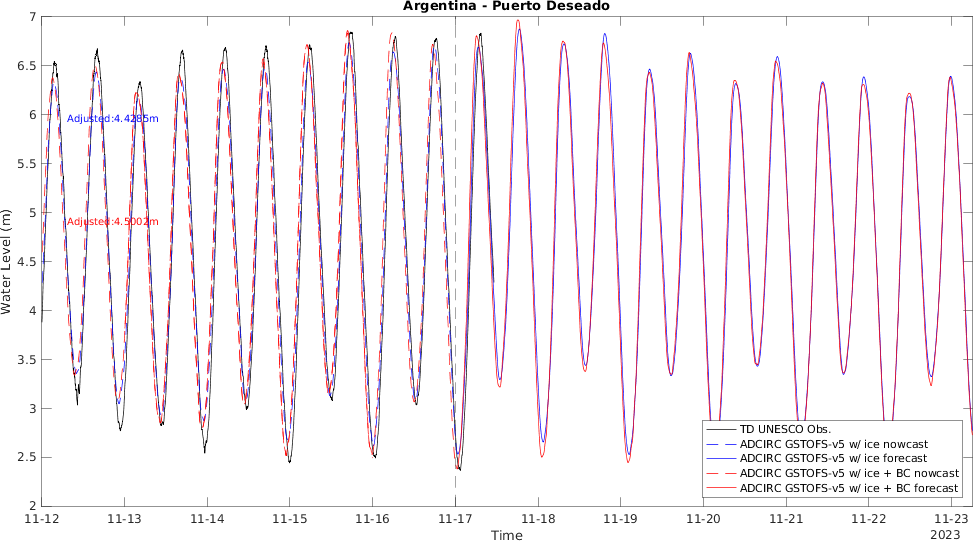 Argentina - Puerto Deseado
7
6.5
6
5.5
5
4.5
4
3.5
3
2.5
2
Water Level (m)
Adjusted:4.4285m
Adjusted:4.5002m
TD UNESCO Obs.
ADCIRC GSTOFS-v5 w/ ice nowcast
ADCIRC GSTOFS-v5 w/ ice forecast
ADCIRC GSTOFS-v5 w/ ice + BC nowcast
ADCIRC GSTOFS-v5 w/ ice + BC forecast
11-12 11-13 11-14 11-15 11-16 11-17 11-18 11-19 11-20 11-21 11-22 11-23
Time
2023